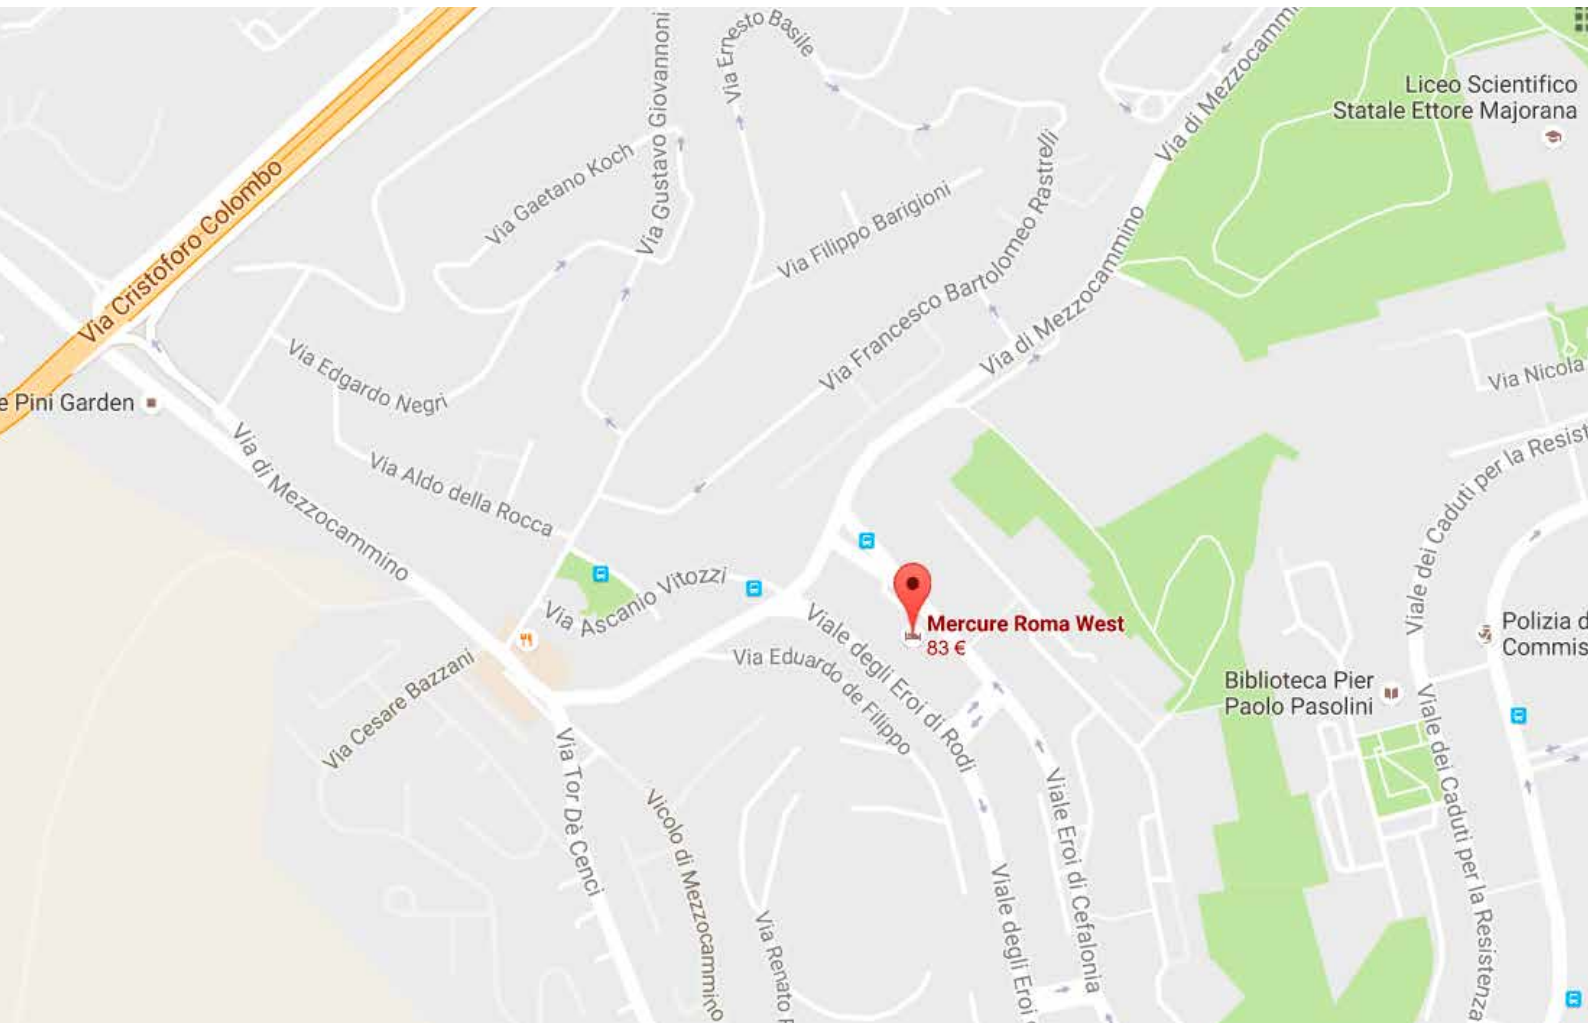 Via Ernesto Basile
Via Gustavo Giovannoni
Via di Mezzocammino
Liceo Scientifico
Statale Ettore Majorana
Via Cristoforo Colombo
Via Gaetano Koch
Via Filippo Barigioni
Via Francesco Bartolomeo Rastrelli
Via di Mezzocammino
e Pini Garden
Via Edgardo Negri
Via Nicola
Via di Mezzocammino
Via Aldo della Rocca
Viale dei Caduti per la Resist
Via Ascanio Vitozzi
Mercure Roma West
83 €
Polizia d
Commis
Via Cesare Bazzani
Via Eduardo de Filippo
Viale degli Eroi di Rodi
Biblioteca Pier
Paolo Pasolini
Via Tor Dè Cenci
Vicolo di Mezzocammino
Viale Eroi di Cefalonia
Viale dei Caduti per la Resistenza
Via Renato
Viale degli Eroi